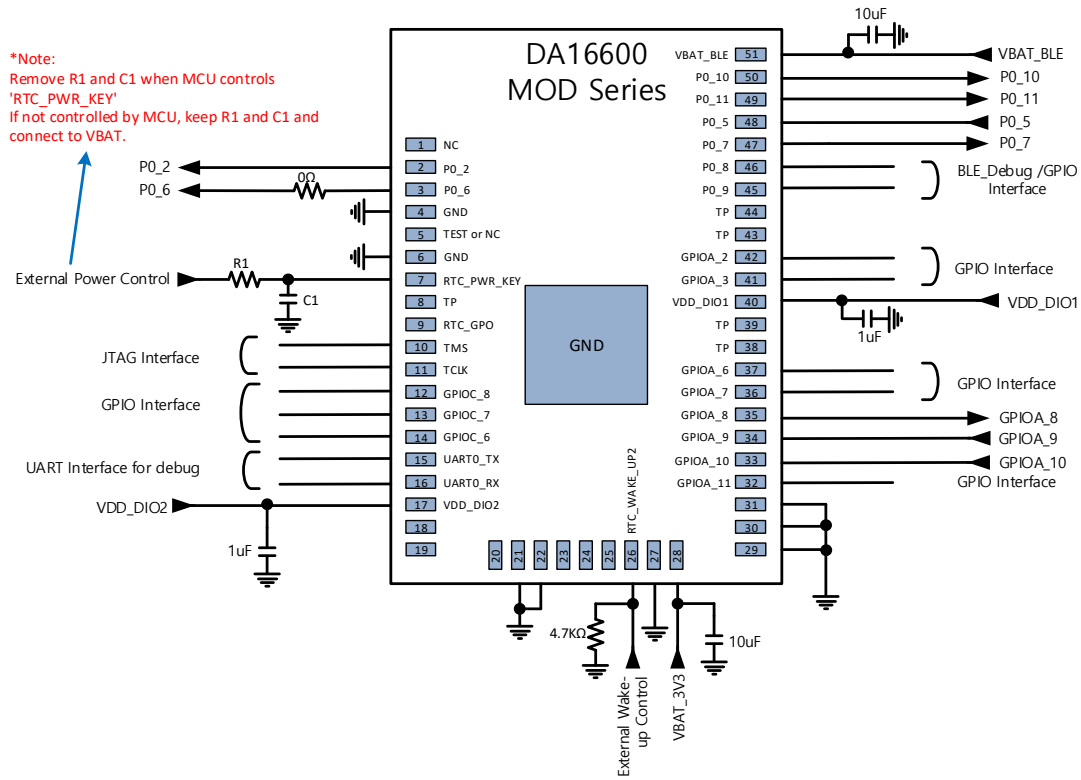 *Note:
Remove R1 and C1 when MCU controls
'RTC_PWR_KEY'
If not controlled by MCU, keep R1 and C1 and
connect to VBAT.
DA16600
MOD Series
GND
P0_2
P0_6
0Ω
External Power Control
R1
C1
JTAG Interface
GPIO Interface
UART Interface for debug
VDD_DIO2
1uF
1 NC
2 P0_2
3 P0_6
4 GND
5 TEST or NC
6 GND
7 RTC_PWR_KEY
8 TP
9 RTC_GPO
10 TMS
11 TCLK
12 GPIOC_8
13 GPIOC_7
14 GPIOC_6
15 UART0_TX
16 UART0_RX
17 VDD_DIO2
18
19
20
21
22
23
24
25
26
27
28
RTC_WAKE_UP2
4.7KΩ
External Wake-
up Control
VBAT_3V3
10uF
VBAT_BLE 51
P0_10 50
P0_11 49
P0_5 48
P0_7 47
P0_8 46
P0_9 45
TP 44
TP 43
GPIOA_2 42
GPIOA_3 41
VDD_DIO1 40
TP 39
TP 38
GPIOA_6 37
GPIOA_7 36
GPIOA_8 35
GPIOA_9 34
GPIOA_10 33
GPIOA_11 32
31
30
29
10uF
VBAT_BLE
P0_10
P0_11
P0_5
P0_7
BLE_Debug /GPIO
Interface
GPIO Interface
VDD_DIO1
1uF
GPIO Interface
GPIOA_8
GPIOA_9
GPIOA_10
GPIO Interface